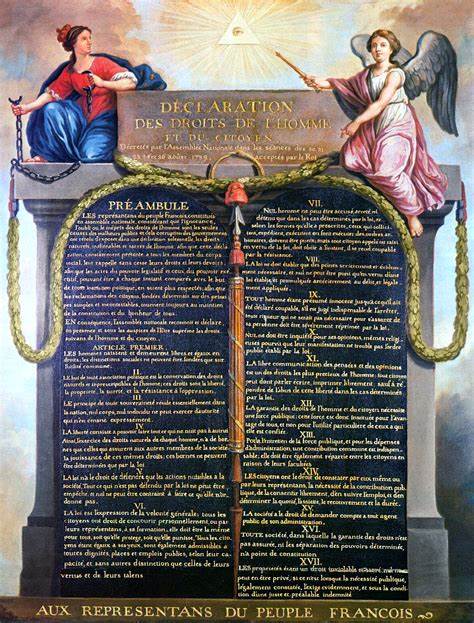 DÉCLARATION
DES DROITS DE L'HOMME
ET DU CITOYEN,
Décrétés par l'Assemblée Nationale dans les séances des 20, 21
23, 24 et 26 août 1789, acceptés par le Roi
PRÉAMBULE
LES représentans du peuple François, constitués
en assemblée nationale, considérant que l'ignorance,
l'oubli ou le mépris des droits de l'homme sont les seules
causes des malheurs publics et de la corruption des gouvernemens
ont résolu d'exposer dans une déclaration solemnelle, les droits
naturels, inaliénables et sacrés de l'homme; afin que cette déclaration
constamment présente à tous les membres du corps
social, leur rappelle sans cesse leurs droits et leurs devoirs; afin
que les actes du pouvoir législatif et ceux du pouvoir exécutif,
pouvant être à chaque instant comparés avec le but
de toute institution politique, en soient plus respectés; afin que
les reclamations des citoyens, fondées désormais sur des principes
simples et incontestables, tournent toujours au maintien
de la constitution et du bonheur de tous.
EN conséquence, l'assemblée nationale reconnoit et déclare,
en présence et sous les auspices de l'Être suprême les droits
suivans de l'homme et du citoyen.
ARTICLE PREMIER.
LES hommes naissent et demeurent libres et égaux en
droits, les distinctions sociales ne peuvent être fondées que sur
l'utilité commune.
II.
LE but de toute association politique est la conservation des droits
naturels et imprescriptibles de l'homme; ces droits sont la liberté,
la propriété, la sureté, et la résistance à l'oppression.
III.
LE principe de toute souveraineté réside essentiellement dans la
nation, nul corps, nul individu ne peut exercer d'autorité
qui n'en émane expressément.
IV.
LA liberté consiste à pouvoir faire tout ce qui ne nuit pas à autrui
Ainsi, l'exercice des droits naturels de chaque homme, n'a de bornes
que celles qui assurent aux autres membres de la société
la jouissance de ces mêmes droits; ces bornes ne peuvent
être déterminées que par la loi
LA loi n'a le droit de défendre que les actions nuisibles à la
société. Tout ce qui n'est pas défendu par la loi ne peut être
empêché, et nul ne peut être contraint à faire ce qu'elle n'ordonne
pas.
VI.
LA loi est l'expression de la volonté générale; tous les
citoyens ont droit de concourir personnellement, ou par
leurs représentans, à sa formation; elle doit être la même
pour tous, soit qu'elle protege, soit qu'elle punisse, Tous les citoyens
étant égaux à ses yeux, sont également admissibles à
toutes dignités, places et emplois publics, selon leur capacité,
et sans autres distinctions que celles de leurs
vertus et de leurs talens
VII.
NUL homme ne peut être accusé, arrêté ni
détenu que dans les cas déterminés par la loi, et
selon les formes qu'elle a prescrites, ceux qui sollicitent,
expédient, exécutent ou font exécuter des ordres arbitraires,
doivent être punis; mais tout citoyen appelé ou saisi
en vertu de la loi, doit obéir à l'instant, il se rend coupable
par la résistance.
VIII.
LA loi ne doit établir que des peines strictement et évidemment
nécessaire, et nul ne peut être puni qu'en vertu d'une
loi établie et promulguée antérieurement au délit, et légalement
appliquée.
IX.
TOUT homme étant présumé innocent jusqu'à ce qu'il ait
été déclaré coupable, s'il est jugé indispensable de l'arrêter,
toute rigueur qui ne seroit pas nécessaire pour s'assurer de
sa personne doit être sévèrement réprimée par la loi.
X.
NUL ne doit être inquiété pour ses opinions, mêmes religieuses
pourvu que leur manifestation ne trouble pas l'ordre
public établi par la loi.
XI.
LA libre communication des pensées et des opinions
est un des droits les plus précieux de l'homme; tout citoyen
peut donc parler, écrire, imprimer librement, sauf à répondre
de l'abus de cette liberté dans les cas déterminés
par la loi.
XII.
LA garantie des droits de l'homme et du citoyen nécessite
une force publique; cette force est donc instituée pour l'avantage
de tous, et non pour l'utilité particulière de ceux à
qui elle est confiée.
XIII.
POUR l'entretien de la force publique, et pour les dépenses
d'administration, une contribution commune est indispensable,
elle doit être également répartie entre les citoyens en
raison de leurs facultées
XIV.
LES citoyens ont le droit de constater par eux même ou
par leurs représentans, la nécessité de la contribution publique,
de la consentir librement, d'en suivre l'emploi, et d'en
déterminer la quotité, l'assiette, le recouvrement et la durée.
XV.
LA société a le droit de demander compte à tout agent
public de son administration.
XVI.
TOUTE société, dans laquelle la garantie des droits n'est
pas assurée, ni la séparation des pouvoirs déterminée,
n'a point de constitution.
XVII.
LES propriétés étant un droit inviolable et sacré, nul ne
peut en être privé, si ce n'est lorsque la nécessité publique,
légalement constatée, l'exige évidemment, et sous la condition
d'une juste et préalable indemnité
AUX REPRESENTANS DU PEUPLE FRANCOIS